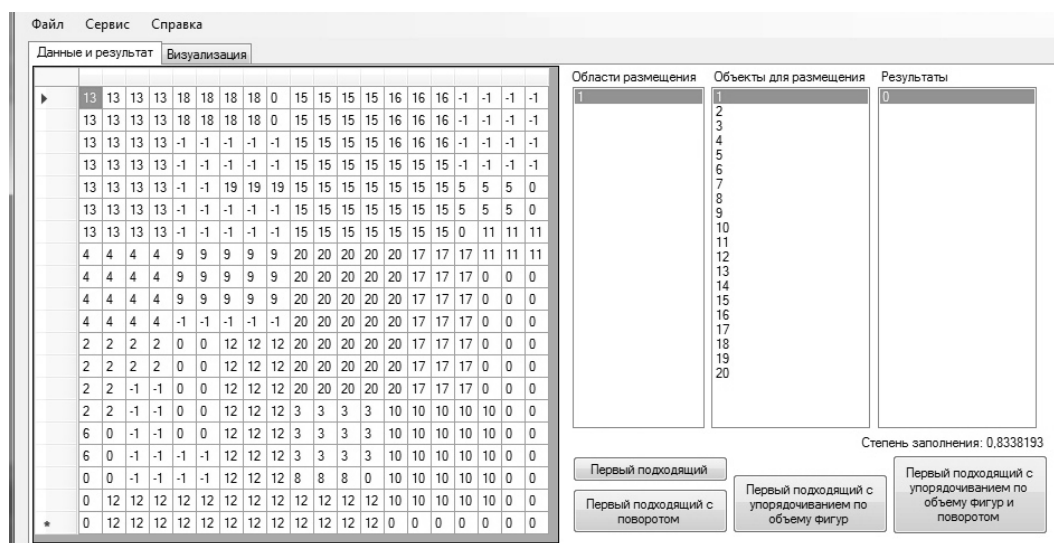 Файл Сервис Справка
Данные и результат Визуализация
13 13 13 13 18 18 18 18 0 15 15 15 15 16 16 16 -1 -1 -1 -1
13 13 13 13 18 18 18 18 0 15 15 15 15 16 16 16 -1 -1 -1 -1
13 13 13 13 -1 -1 -1 -1 -1 15 15 15 15 16 16 16 -1 -1 -1 -1
13 13 13 13 -1 -1 -1 -1 -1 15 15 15 15 15 15 15 -1 -1 -1 -1
13 13 13 13 -1 -1 19 19 19 15 15 15 15 15 15 15 5 5 5 0
13 13 13 13 -1 -1 -1 -1 -1 15 15 15 15 15 15 15 5 5 5 0
13 13 13 13 -1 -1 -1 -1 -1 15 15 15 15 15 15 15 0 11 11 11
4 4 4 4 9 9 9 9 9 20 20 20 20 20 17 17 17 11 11 11
4 4 4 4 9 9 9 9 9 20 20 20 20 20 17 17 17 0 0 0
4 4 4 4 9 9 9 9 9 20 20 20 20 20 17 17 17 0 0 0
4 4 4 4 -1 -1 -1 -1 -1 20 20 20 20 20 17 17 17 0 0 0
2 2 2 2 0 0 12 12 12 20 20 20 20 20 17 17 17 0 0 0
2 2 2 2 0 0 12 12 12 20 20 20 20 20 17 17 17 0 0 0
2 2 -1 -1 0 0 12 12 12 20 20 20 20 20 17 17 17 0 0 0
2 2 -1 -1 0 0 12 12 12 3 3 3 3 10 10 10 10 10 0 0
6 0 -1 -1 0 0 12 12 12 3 3 3 3 10 10 10 10 10 0 0
6 0 -1 -1 -1 -1 12 12 12 3 3 3 3 10 10 10 10 10 0 0
0 0 -1 -1 -1 -1 12 12 12 8 8 8 0 10 10 10 10 10 0 0
0 12 12 12 12 12 12 12 12 12 12 12 12 10 10 10 10 10 0 0
* 0 12 12 12 12 12 12 12 12 12 12 12 12 0 0 0 0 0 0 0
Области размещения
1
Объекты для размещения
1
2
3
4
5
6
7
8
9
10
11
12
13
14
15
16
17
18
19
20
Результаты
0
Степень заполнения: 0,8338193
Первый подходящий
Первый подходящий с
поворотом
Первый подходящий с
упорядочиванием по
объему фигур
Первый подходящий с
упорядочиванием по
объему фигур и
поворотом